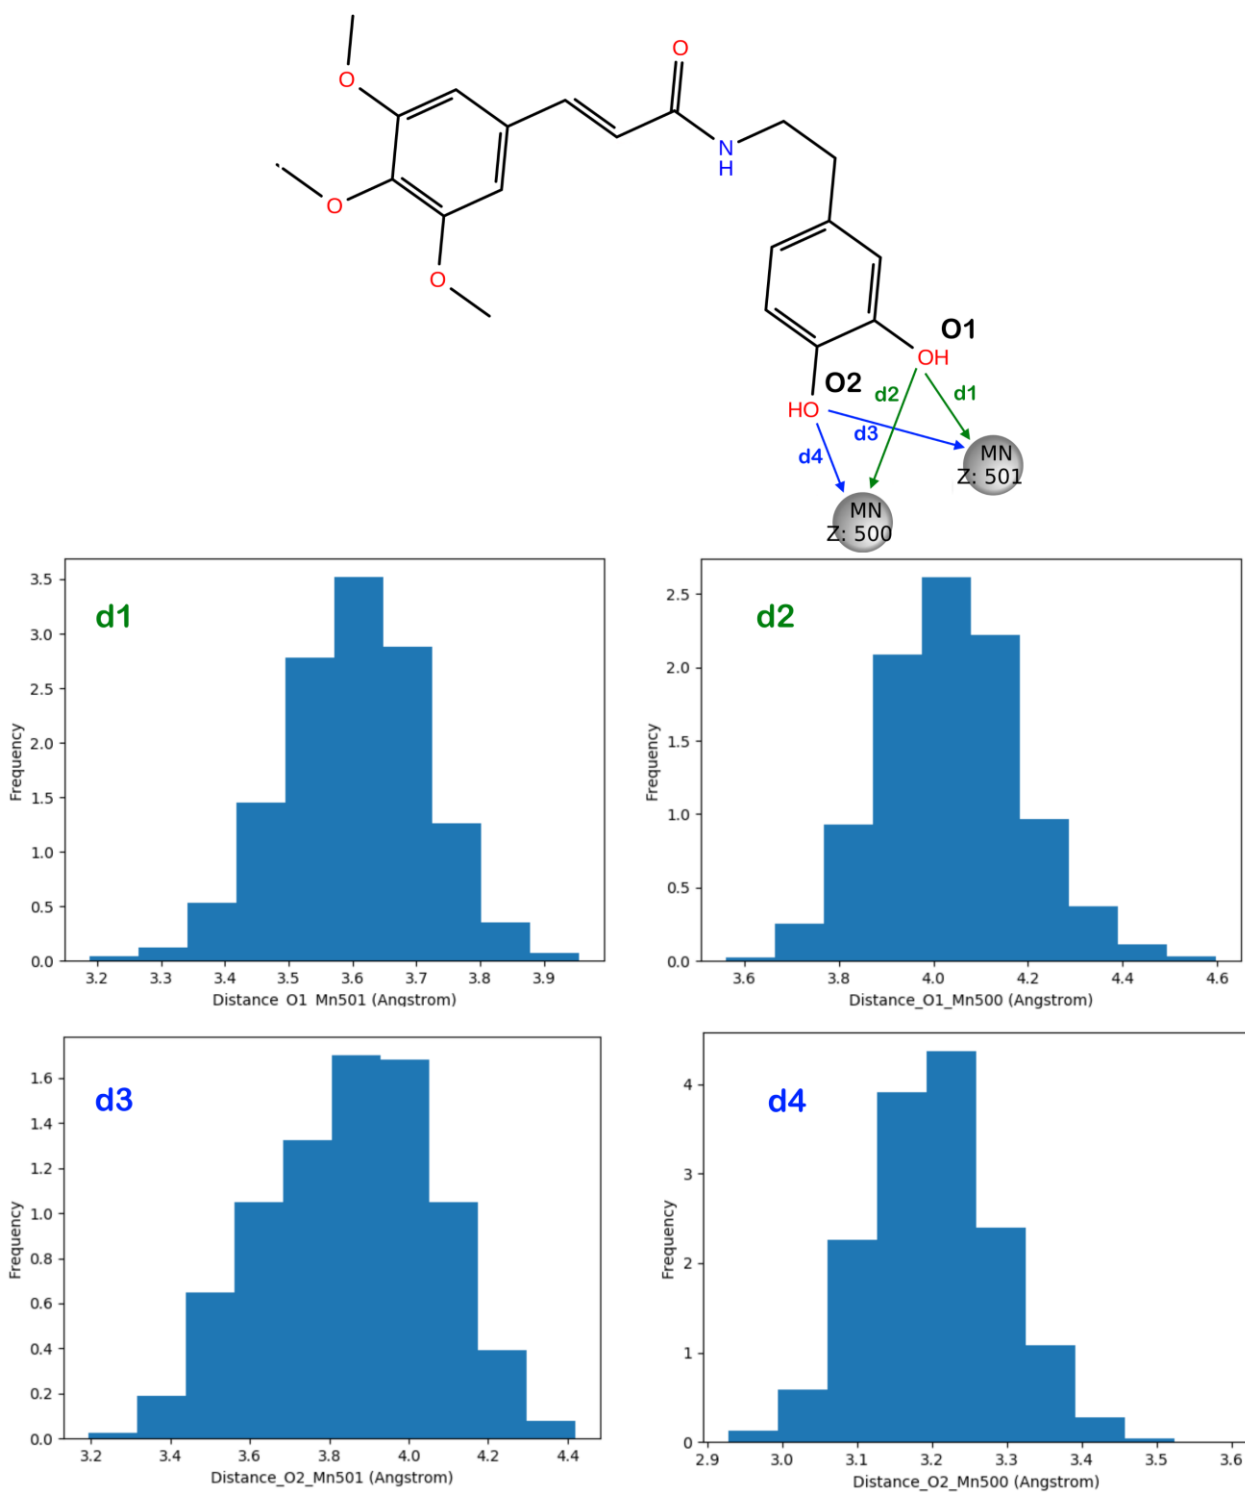 O
O
O
O
N
H
O1
OH
O2
HO
d2
d1
d3
d4
MN
Z: 501
MN
Z: 500
d1
3.5
3.0
2.5
2.0
1.5
1.0
0.5
0.0
Frequency
3.2 3.3 3.4 3.5 3.6 3.7 3.8 3.9
Distance_O1_Mn501 (Angstrom)
d2
2.5
2.0
1.5
1.0
0.5
0.0
Frequency
3.6 3.8 4.0 4.2 4.4 4.6
Distance_O1_Mn500 (Angstrom)
d3
1.6
1.4
1.2
1.0
0.8
0.6
0.4
0.2
0.0
Frequency
3.2 3.4 3.6 3.8 4.0 4.2 4.4
Distance_O2_Mn501 (Angstrom)
d4
4
3
2
1
0
Frequency
2.9 3.0 3.1 3.2 3.3 3.4 3.5 3.6
Distance_O2_Mn500 (Angstrom)